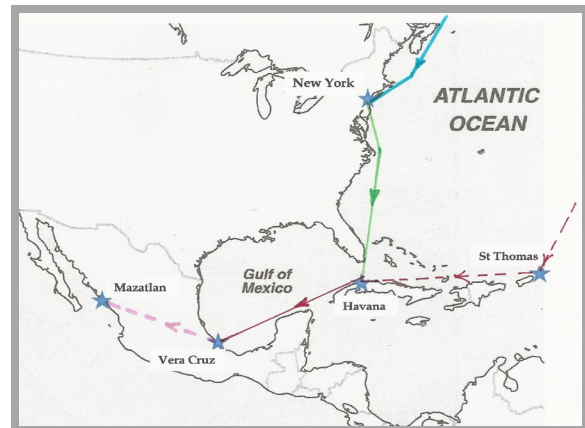 New York
ATLANTIC
OCEAN
St Thomas
Gulf of
Mexico
Mazatlan
Havana
Vera Cruz